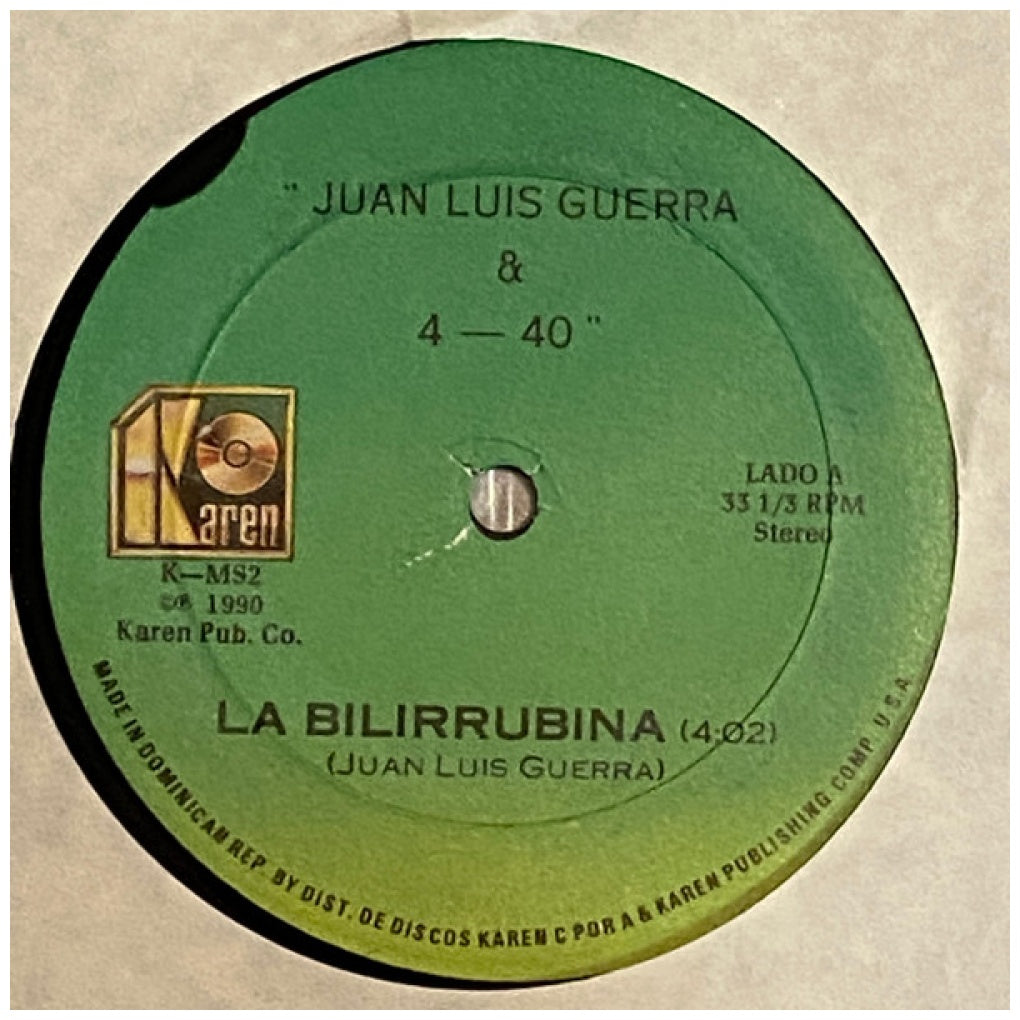 " JUAN LUIS GUERRA
&
4 — 40 "
Karen
K—MS2
©℗ 1990
Karen Pub. Co.
LADO A
33 1/3 RPM
Stereo
LA BILIRRUBINA (4:02)
(JUAN LUIS GUERRA)
MADE IN DOMINICAN REP. BY DIST. DE DISCOS KAREN C POR A & KAREN PUBLISHING COMP. U S.A.